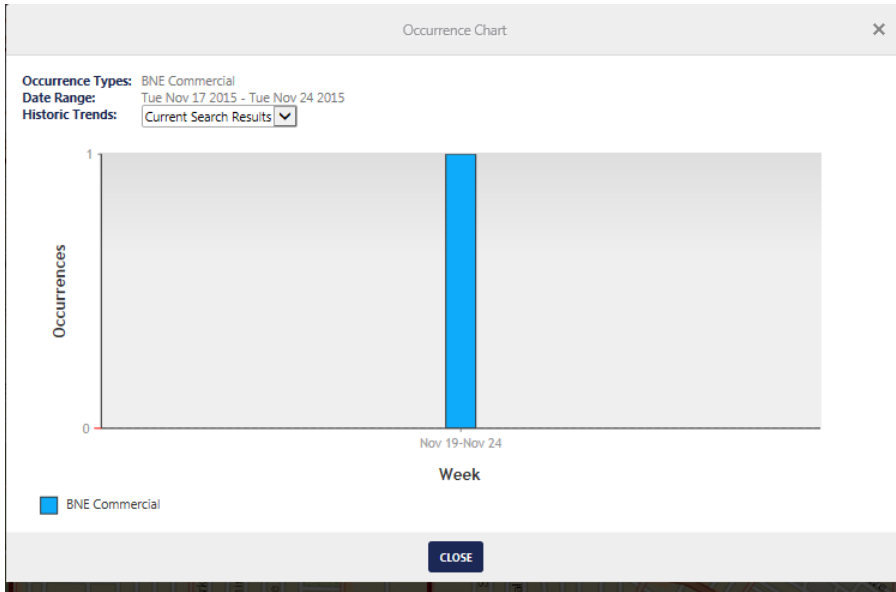 Occurrence Chart
Occurrence Types: BNE Commercial
Date Range: Tue Nov 17 2015 - Tue Nov 24 2015
Historic Trends: Current Search Results
1
Occurrences
0
Nov 19-Nov 24
Week
BNE Commercial
CLOSE